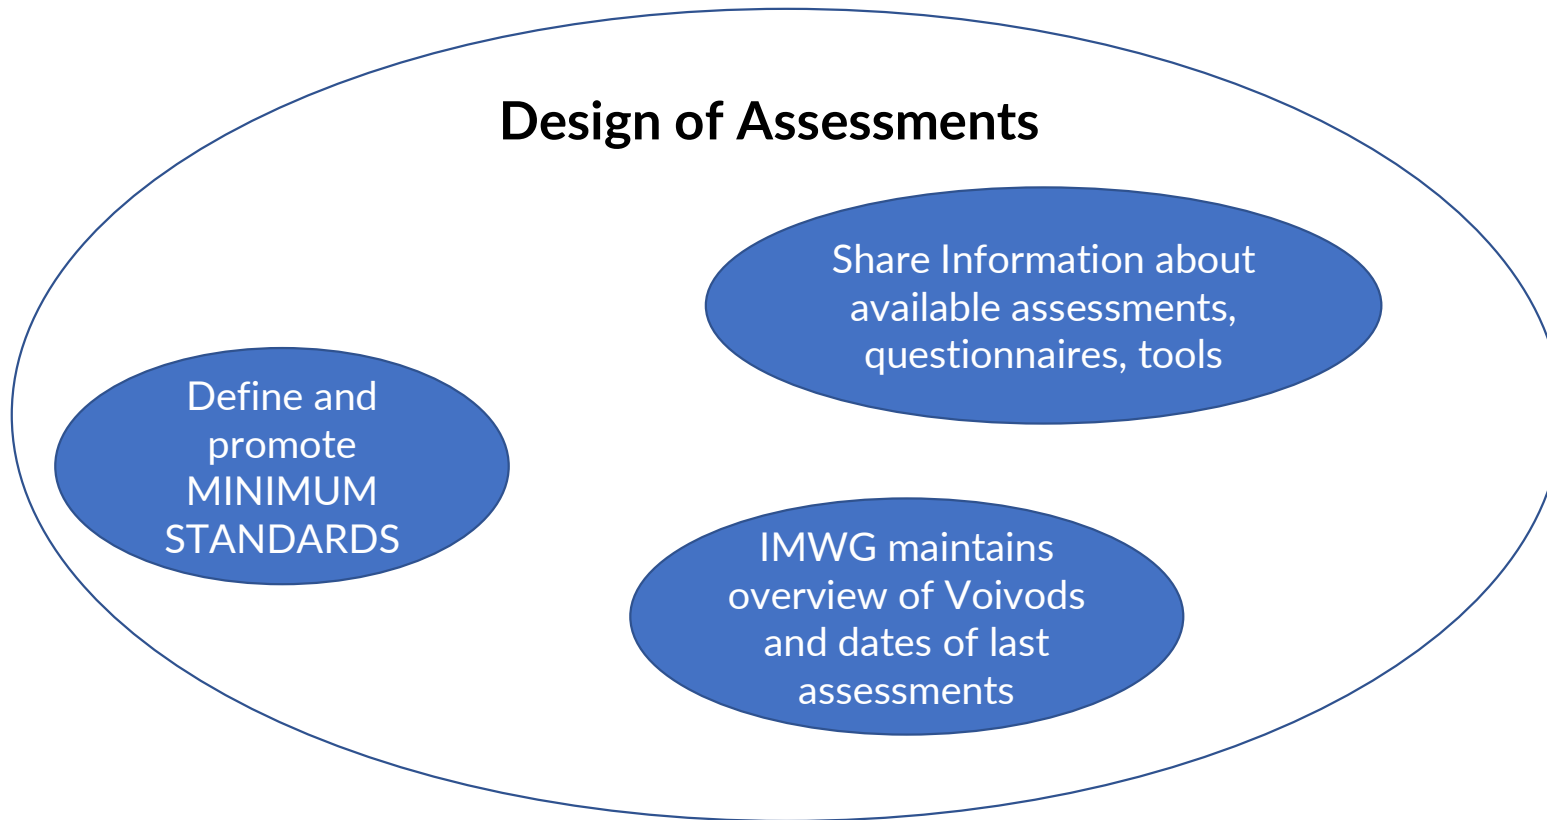 Design of Assessments
Share Information about
available assessments,
questionnaires, tools
Define and
promote
MINIMUM
STANDARDS
IMWG maintains
overview of Voivods
and dates of last
assessments